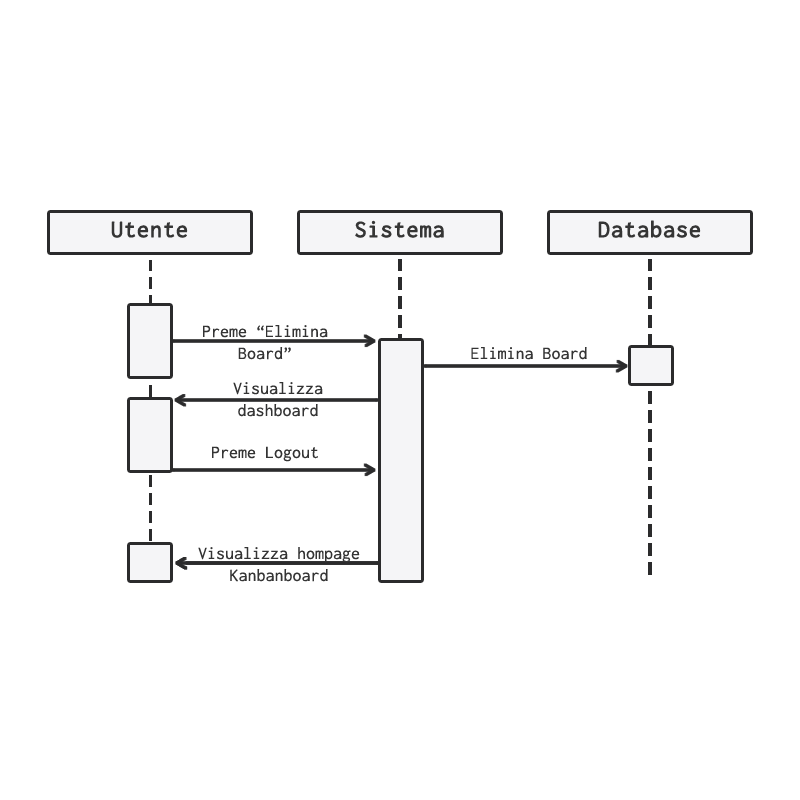 Utente
Sistema
Database
Preme “Elimina
Board”
Elimina Board
Visualizza
dashboard
Preme Logout
Visualizza hompage
Kanbanboard